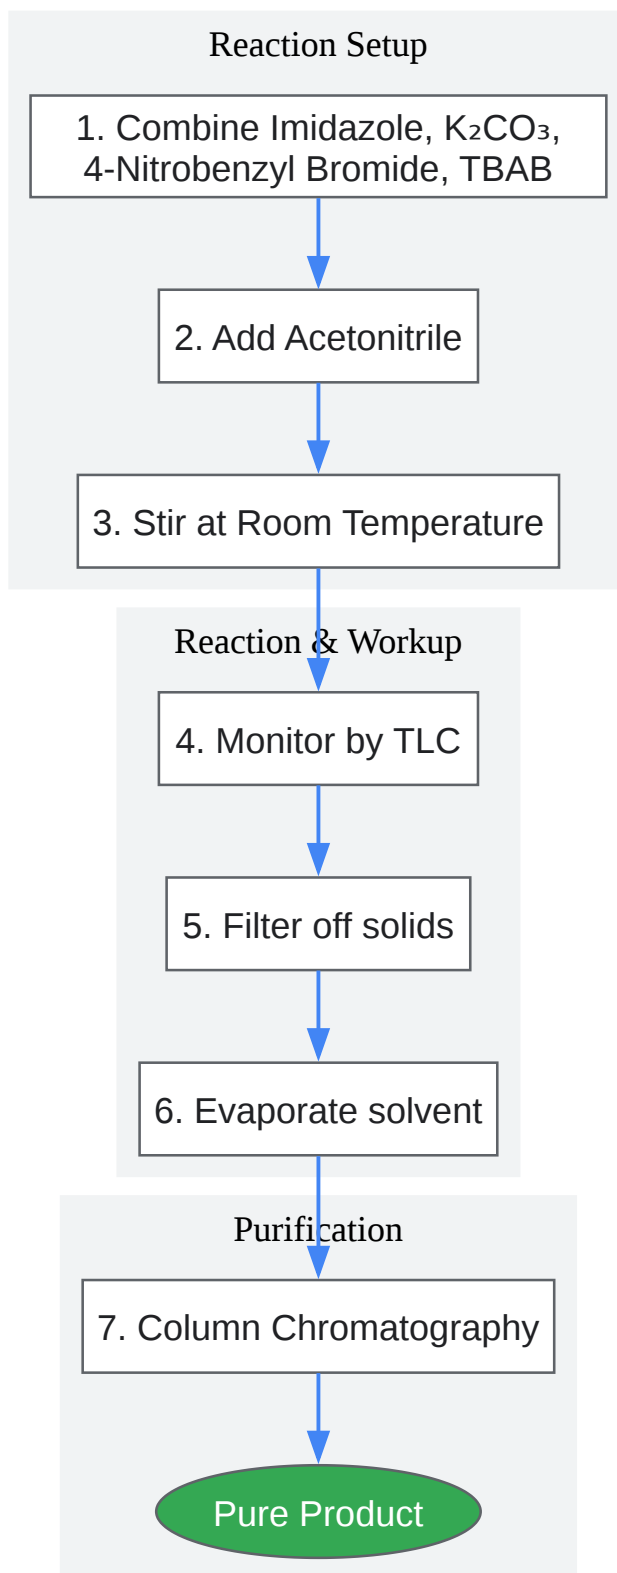 Reaction Setup
1. Combine Imidazole, K₂CO₃,
4-Nitrobenzyl Bromide, TBAB
2. Add Acetonitrile
3. Stir at Room Temperature
Reaction & Workup
4. Monitor by TLC
5. Filter off solids
6. Evaporate solvent
Purification
7. Column Chromatography
Pure Product